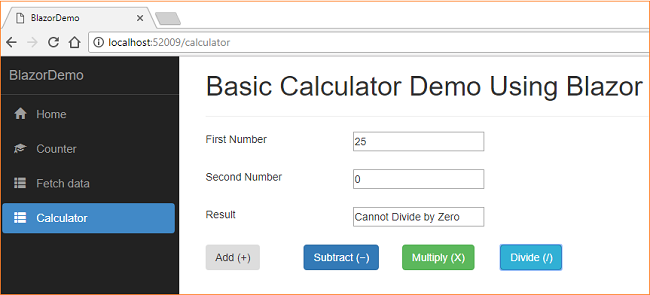 BlazorDemo
localhost:52009/calculator
BlazorDemo
Home
Counter
Fetch data
Calculator
Basic Calculator Demo Using Blazor
First Number 25
Second Number 0
Result Cannot Divide by Zero
Add (+) Subtract (−) Multiply (X) Divide (/)